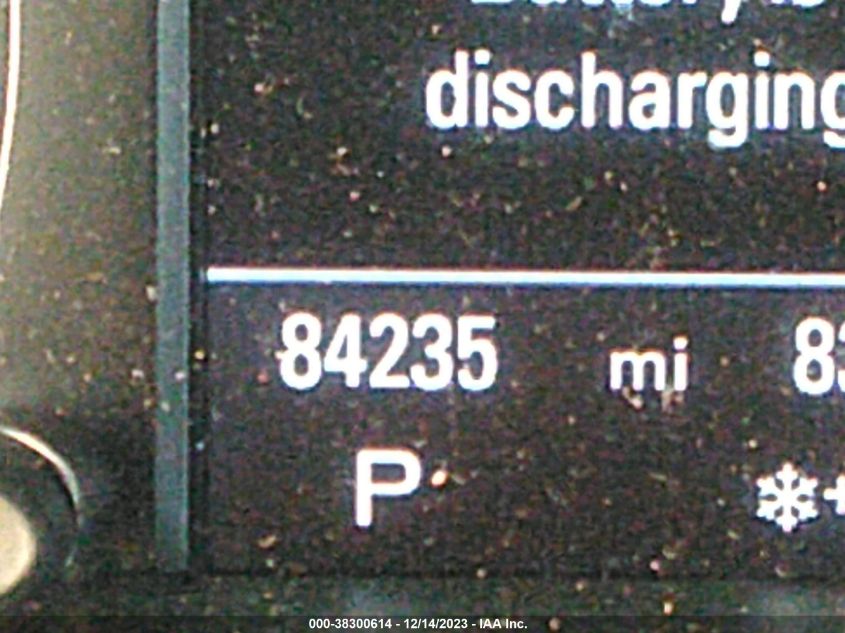 discharging
84235 mi
P
000-38300614 - 12/14/2023 - IAA Inc.